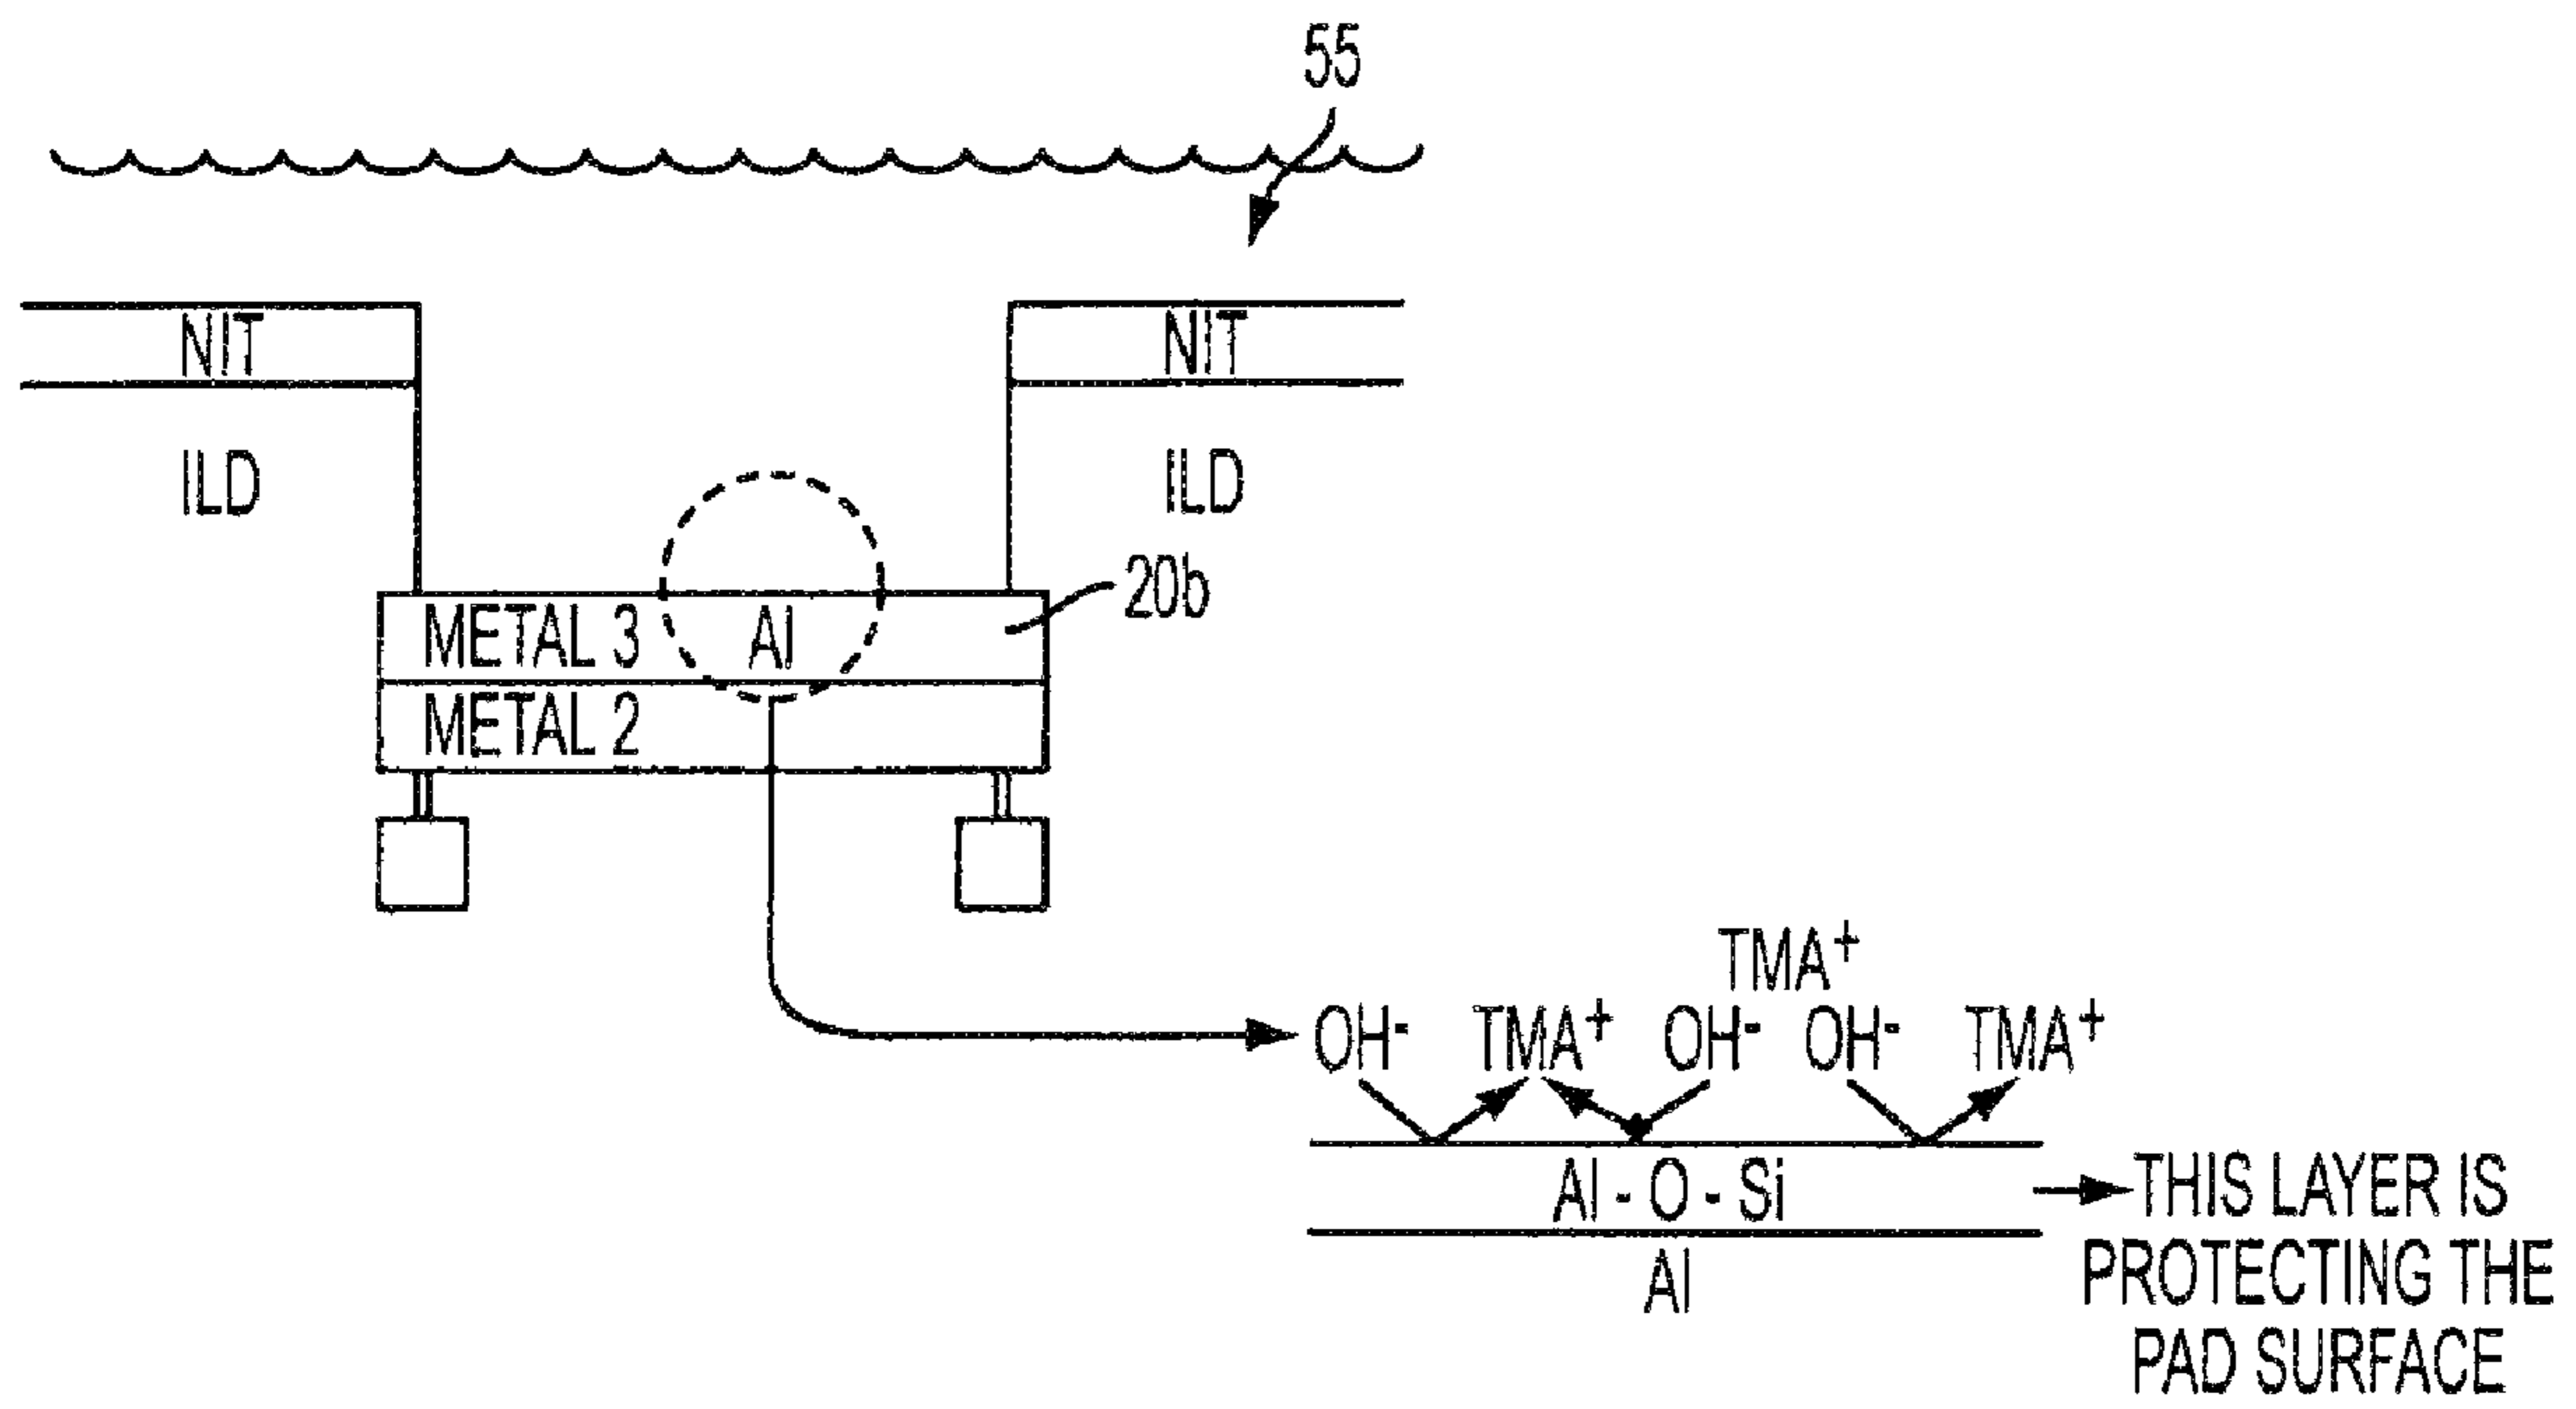 55
NIT NIT
ILD ILD
20b
METAL 3 Al
METAL 2
TMA+
OH- TMA+ OH- OH- TMA+
Al - O - Si
Al
THIS LAYER IS
PROTECTING THE
PAD SURFACE